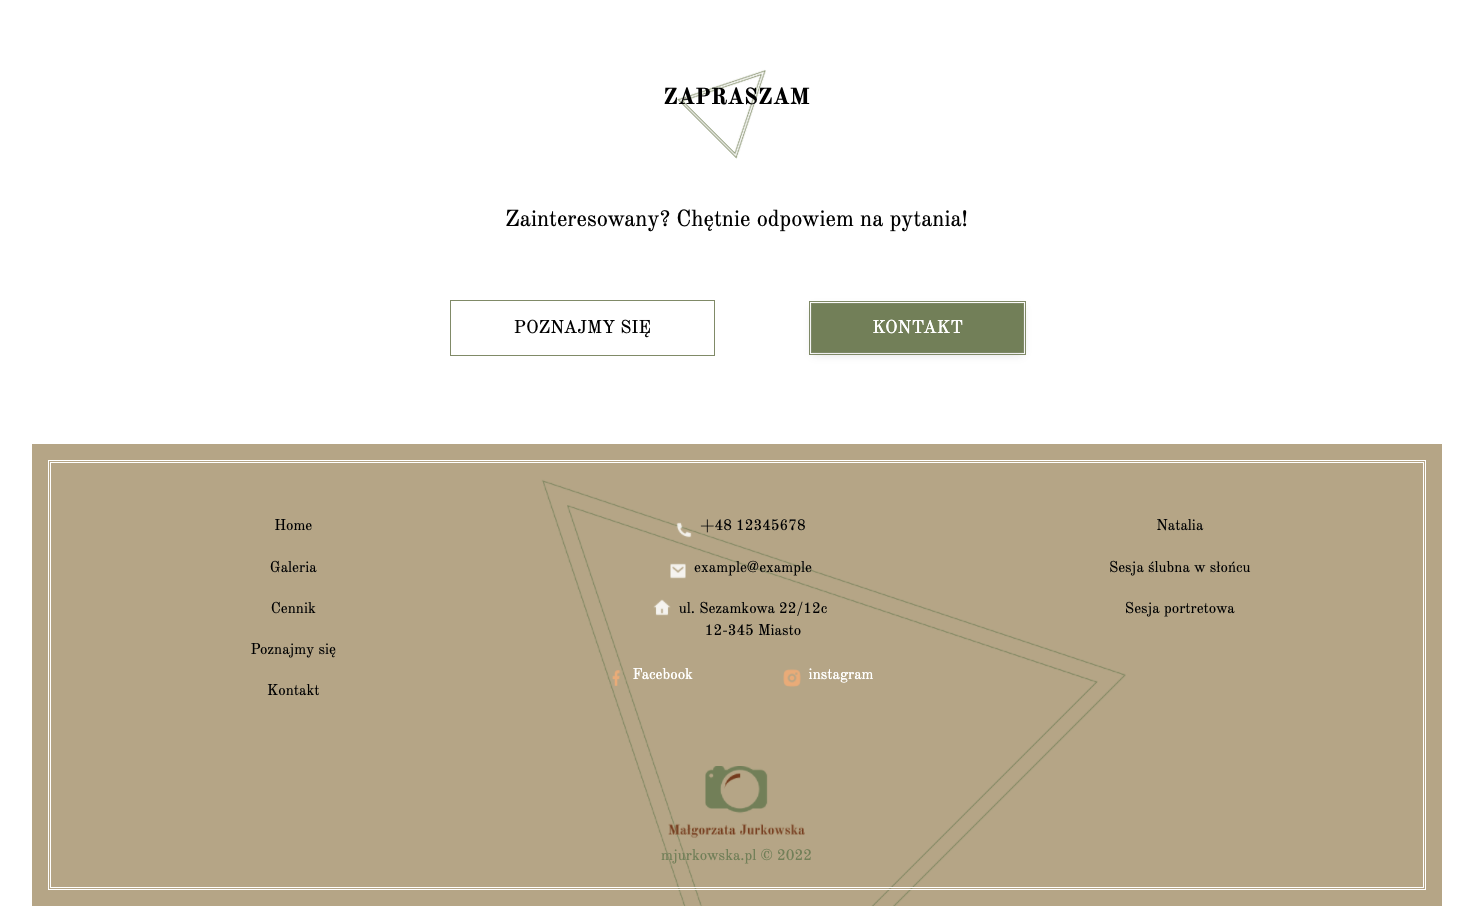 ZAPRASZAM
Zainteresowany? Chętnie odpowiem na pytania!
POZNAJMY SIĘ
KONTAKT
Home
Galeria
Cennik
Poznajmy się
Kontakt
+48 12345678
example@example
ul. Sezamkowa 22/12c
12-345 Miasto
Facebook
instagram
Natalia
Sesja ślubna w słońcu
Sesja portretowa
Małgorzata Jurkowska
mjurkowska.pl © 2022